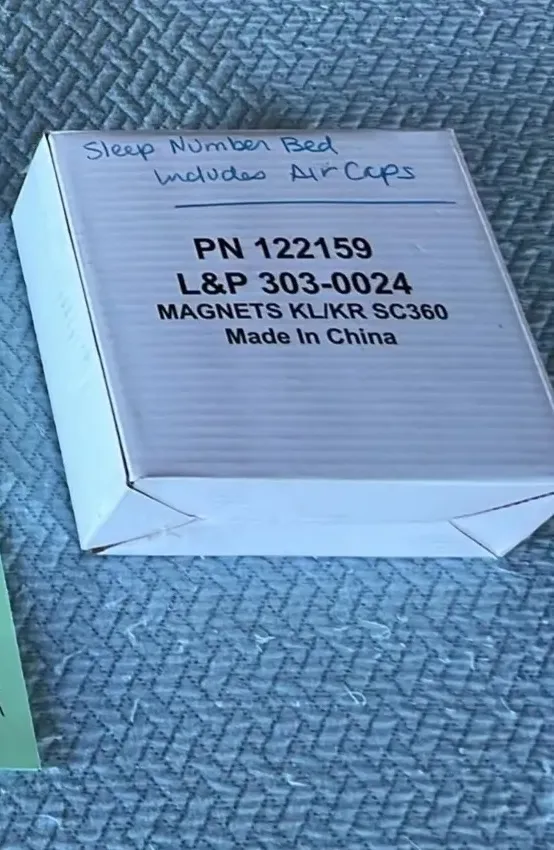 Sleep Number Bed
Includes Air Caps
PN 122159
L&P 303-0024
MAGNETS KL/KR SC360
Made In China